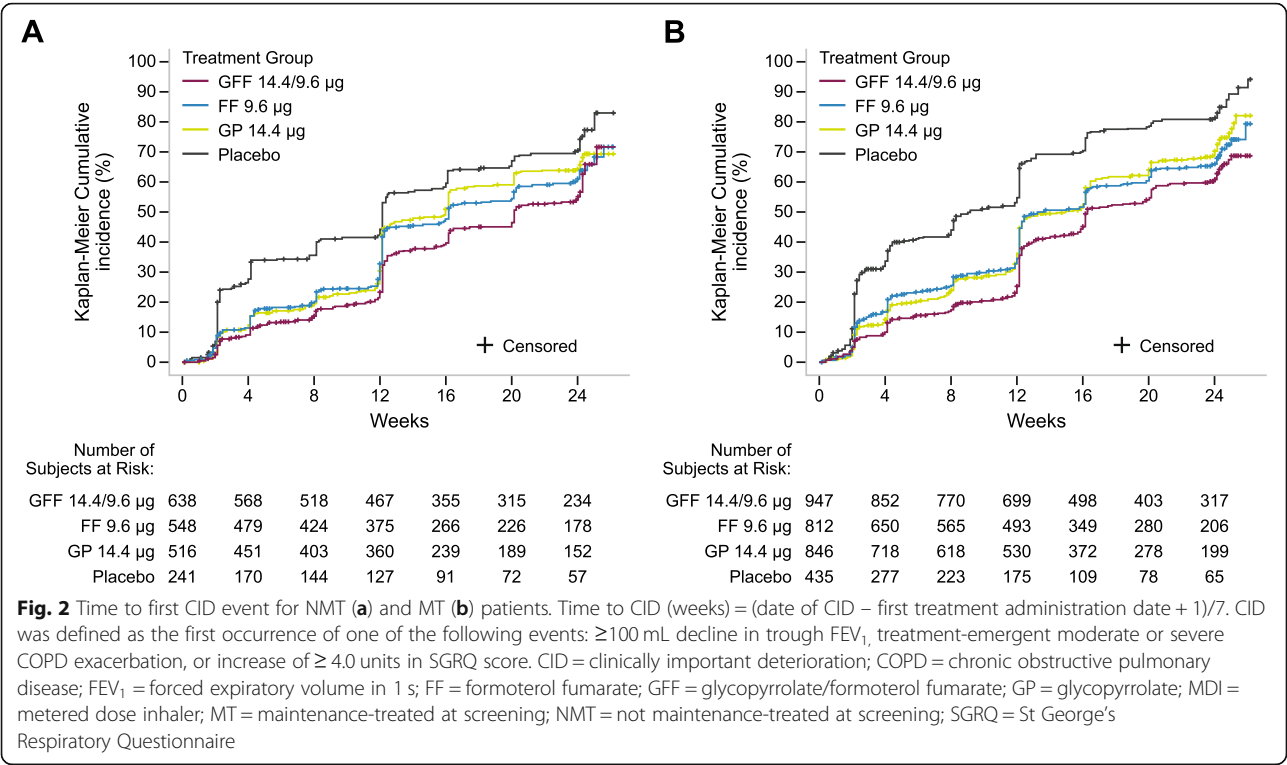 A
Treatment Group
GFF 14.4/9.6 µg
FF 9.6 µg
GP 14.4 µg
Placebo
Kaplan-Meier Cumulative
incidence (%)
100
90
80
70
60
50
40
30
20
10
0
+ Censored
0 4 8 12 16 20 24
Weeks
Number of
Subjects at Risk:
GFF 14.4/9.6 µg 638 568 518 467 355 315 234
FF 9.6 µg 548 479 424 375 266 226 178
GP 14.4 µg 516 451 403 360 239 189 152
Placebo 241 170 144 127 91 72 57
B
Treatment Group
GFF 14.4/9.6 µg
FF 9.6 µg
GP 14.4 µg
Placebo
Kaplan-Meier Cumulative
incidence (%)
100
90
80
70
60
50
40
30
20
10
0
+ Censored
0 4 8 12 16 20 24
Weeks
Number of
Subjects at Risk:
GFF 14.4/9.6 µg 947 852 770 699 498 403 317
FF 9.6 µg 812 650 565 493 349 280 206
GP 14.4 µg 846 718 618 530 372 278 199
Placebo 435 277 223 175 109 78 65
Fig. 2 Time to first CID event for NMT (a) and MT (b) patients. Time to CID (weeks) = (date of CID – first treatment administration date + 1)/7. CID
was defined as the first occurrence of one of the following events: ≥100 mL decline in trough FEV1, treatment-emergent moderate or severe
COPD exacerbation, or increase of ≥ 4.0 units in SGRQ score. CID = clinically important deterioration; COPD = chronic obstructive pulmonary
disease; FEV1 = forced expiratory volume in 1 s; FF = formoterol fumarate; GFF = glycopyrrolate/formoterol fumarate; GP = glycopyrrolate; MDI =
metered dose inhaler; MT = maintenance-treated at screening; NMT = not maintenance-treated at screening; SGRQ = St George's
Respiratory Questionnaire